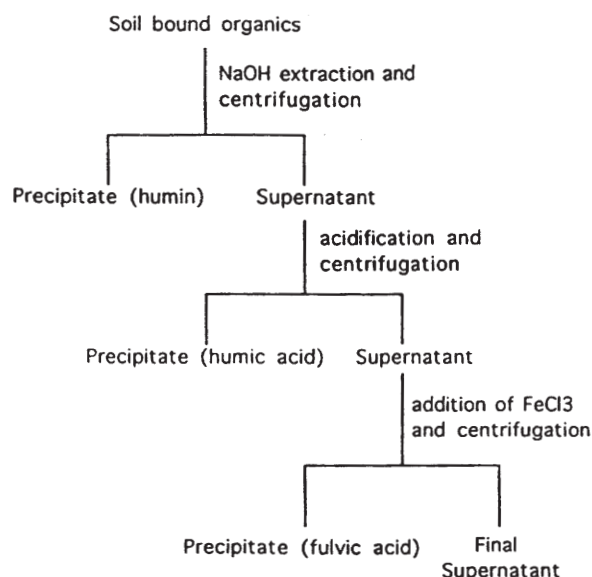 Soil bound organics
NaOH extraction and
centrifugation
Precipitate (humin)
Supernatant
acidification and
centrifugation
Precipitate (humic acid)
Supernatant
addition of FeCl3
and centrifugation
Precipitate (fulvic acid)
Final
Supernatant